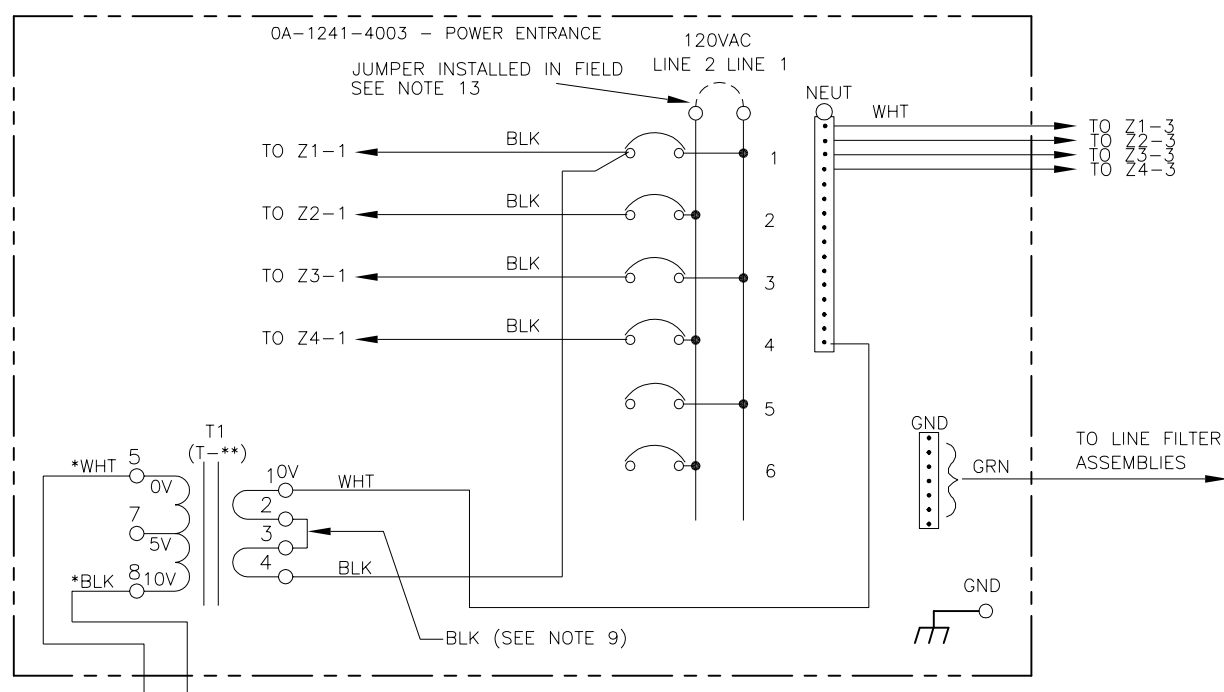 0A-1241-4003 - POWER ENTRANCE
120VAC
LINE 2 LINE 1
JUMPER INSTALLED IN FIELD
SEE NOTE 13
NEUT
WHT
TO Z1-3
TO Z2-3
TO Z3-3
TO Z4-3
TO Z1-1
BLK
1
TO Z2-1
BLK
2
TO Z3-1
BLK
3
TO Z4-1
BLK
4
5
6
T1
(T-**)
*WHT
5
0V
7
5V
8
*BLK
10V
1
0V
WHT
2
3
4
BLK
BLK (SEE NOTE 9)
GND
GRN
TO LINE FILTER
ASSEMBLIES
GND